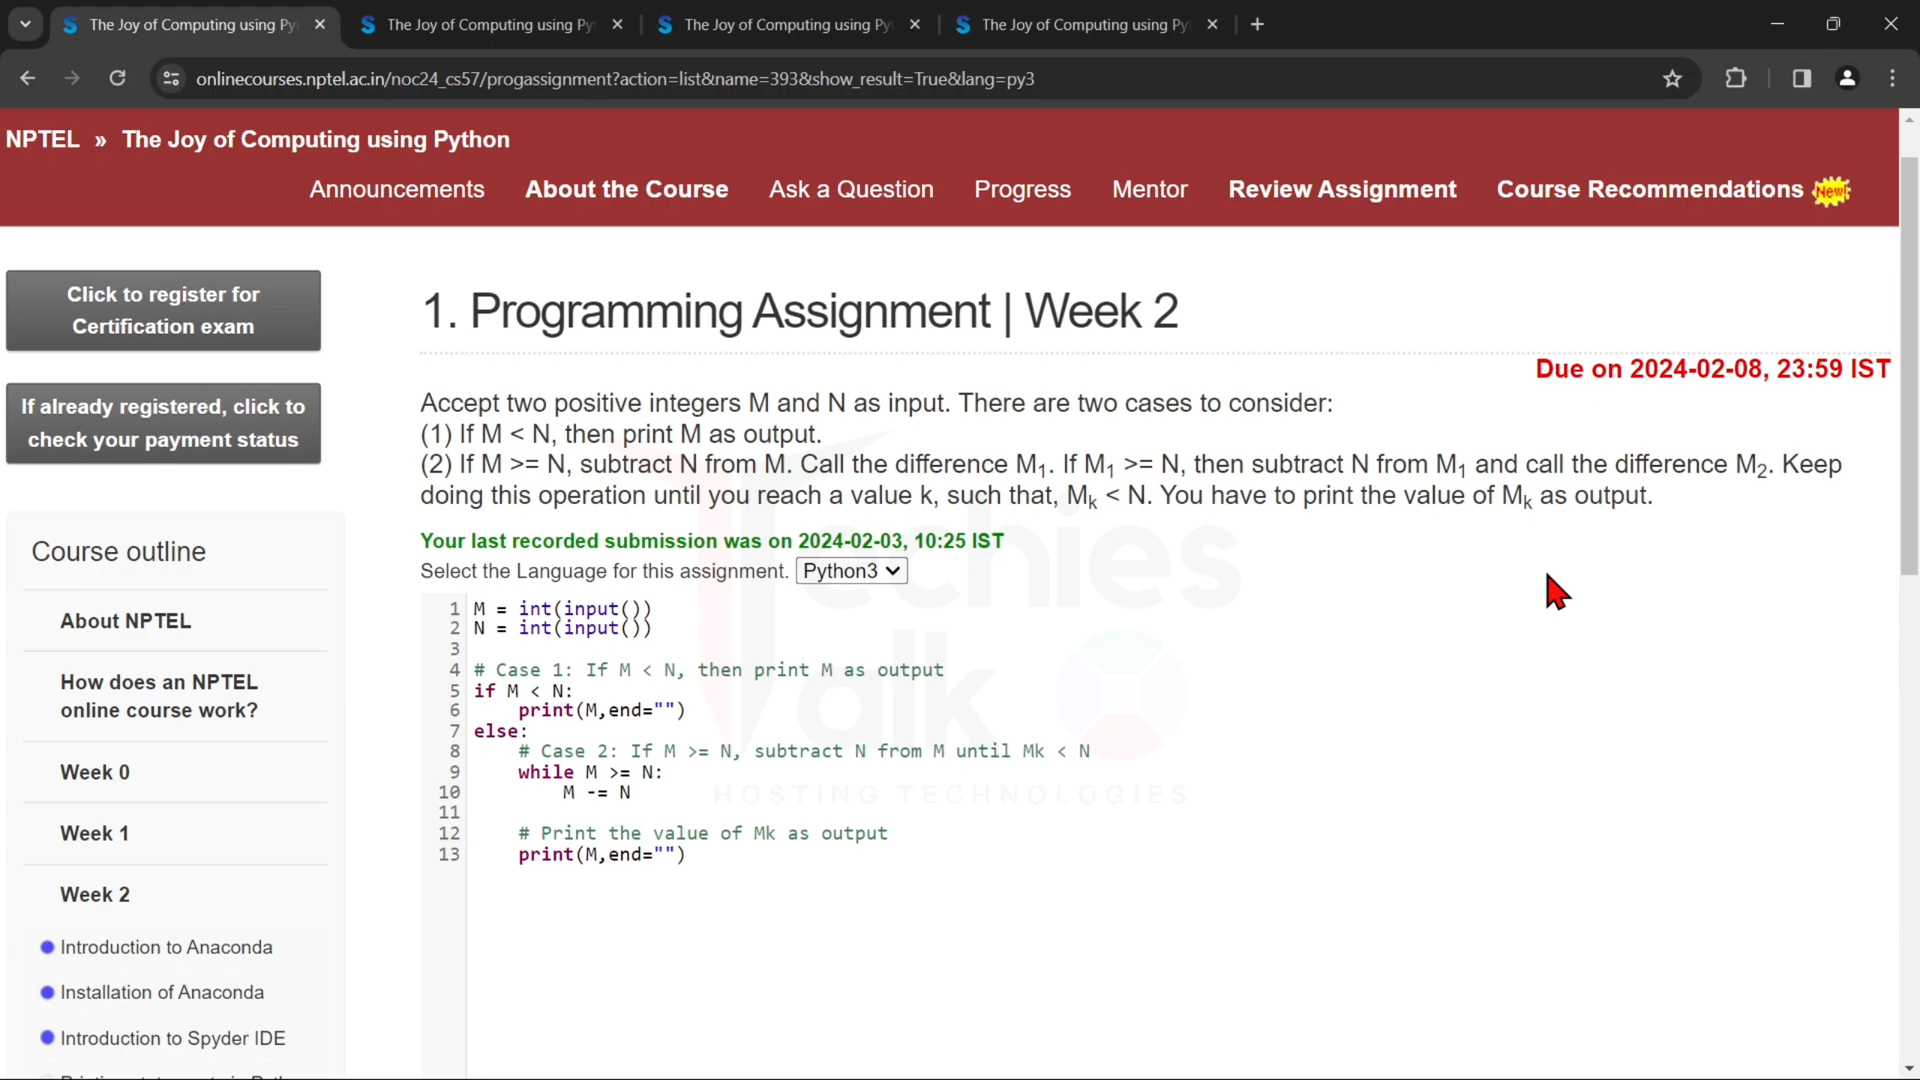 The Joy of Computing using Py
The Joy of Computing using Py
The Joy of Computing using Py
The Joy of Computing using Py
onlinecourses.nptel.ac.in/noc24_cs57/progassignment?action=list&name=393&show_result=True&lang=py3
NPTEL » The Joy of Computing using Python
Announcements About the Course Ask a Question Progress Mentor Review Assignment Course Recommendations New!
Click to register for
Certification exam
If already registered, click to
check your payment status
Course outline
About NPTEL
How does an NPTEL
online course work?
Week 0
Week 1
Week 2
Introduction to Anaconda
Installation of Anaconda
Introduction to Spyder IDE
1. Programming Assignment | Week 2
Due on 2024-02-08, 23:59 IST
Accept two positive integers M and N as input. There are two cases to consider:
(1) If M < N, then print M as output.
(2) If M >= N, subtract N from M. Call the difference M₁. If M₁ >= N, then subtract N from M₁ and call the difference M₂. Keep
doing this operation until you reach a value k, such that, Mₖ < N. You have to print the value of Mₖ as output.
Your last recorded submission was on 2024-02-03, 10:25 IST
Select the Language for this assignment. Python3
1 M = int(input())
2 N = int(input())
3
4 # Case 1: If M < N, then print M as output
5 if M < N:
6     print(M,end="")
7 else:
8     # Case 2: If M >= N, subtract N from M until Mk < N
9     while M >= N:
10         M -= N
11
12     # Print the value of Mk as output
13     print(M,end="")
Techies
Talk
HOSTING TECHNOLOGIES